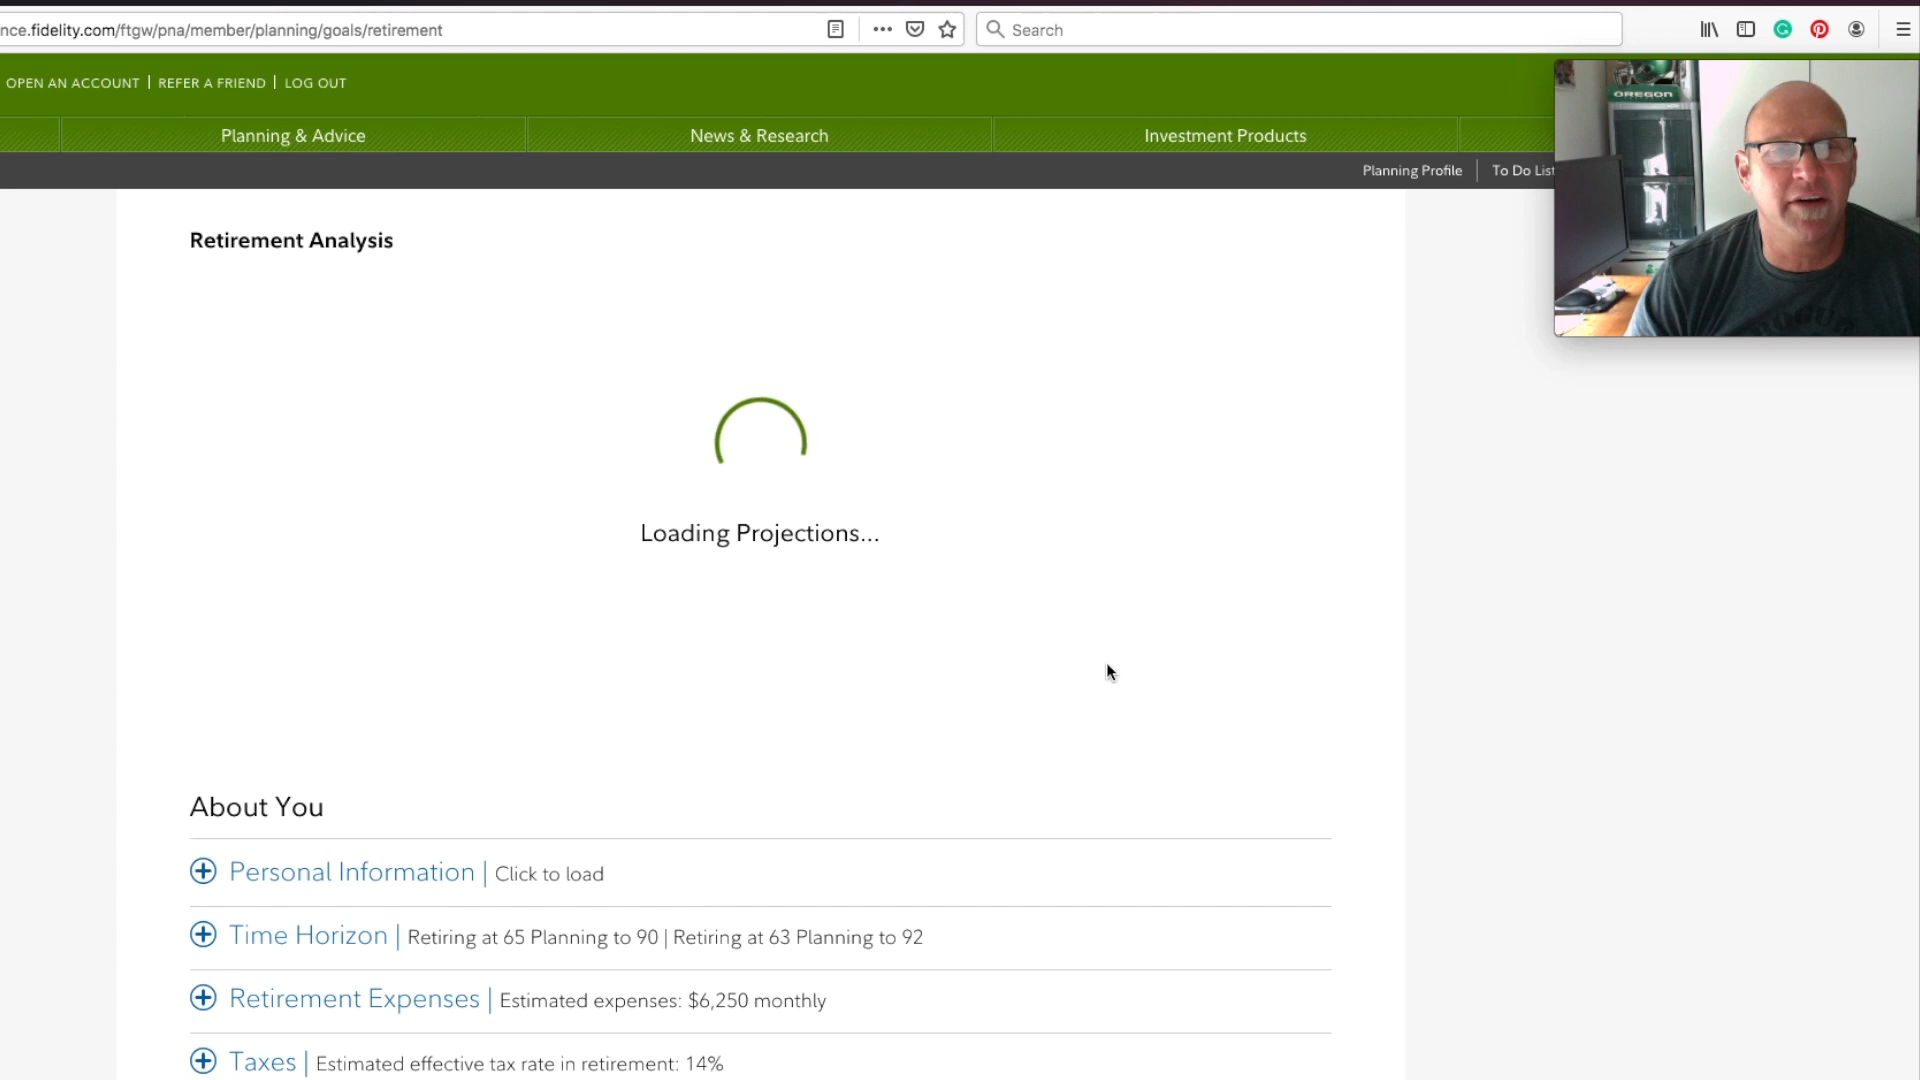 nce.fidelity.com/ftgw/pna/member/planning/goals/retirement
Search
OPEN AN ACCOUNT | REFER A FRIEND | LOG OUT
OREGON
Planning & Advice
News & Research
Investment Products
Planning Profile | To Do List
Retirement Analysis
Loading Projections...
About You
Personal Information | Click to load
Time Horizon | Retiring at 65 Planning to 90 | Retiring at 63 Planning to 92
Retirement Expenses | Estimated expenses: $6,250 monthly
Taxes | Estimated effective tax rate in retirement: 14%